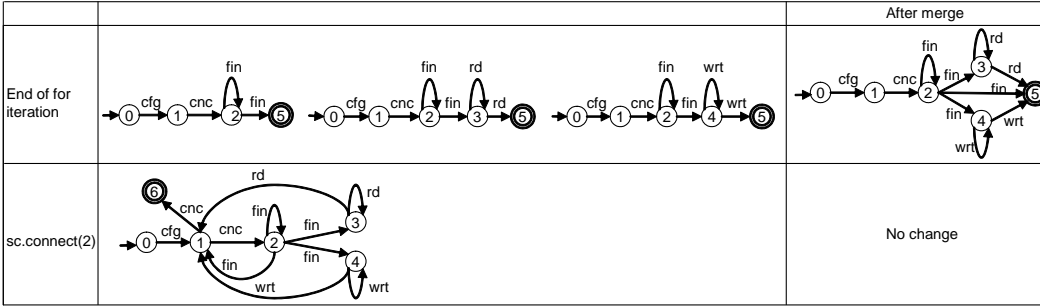 After merge
End of for
iteration
fin
0 cfg 1 cnc 2 fin 5
fin rd
0 cfg 1 cnc 2 fin 3 rd 5
fin wrt
0 cfg 1 cnc 2 fin 4 wrt 5
rd
fin 3 rd
0 cfg 1 cnc 2 fin
fin 5
fin 4 wrt
wrt
sc.connect(2)
rd
6 cnc rd
fin fin 3
0 cfg 1 cnc 2
fin fin 4
wrt wrt
No change